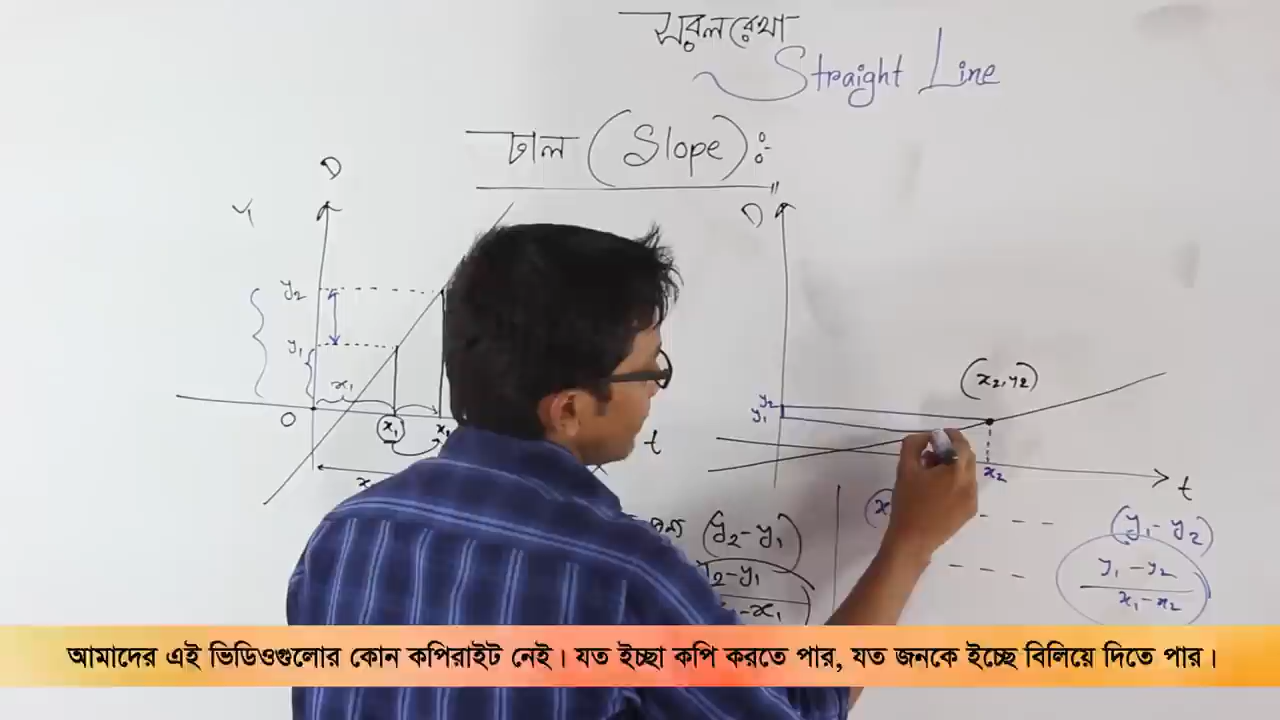 সরলরেখা
Straight Line
ঢাল (Slope):
D
y
y₂
y₁
x₁
O
x₁
x₁
t
x
D
(x₂, y₂)
y₂
y₁
x₂
t
(y₂ - y₁)
y₂ - y₁
- x₁
(x
- - -
(y₁ - y₂)
- - -
y₁ - y₂
x₁ - x₂
আমাদের এই ভিডিওগুলোর কোন কপিরাইট নেই। যত ইচ্ছা কপি করতে পার, যত জনকে ইচ্ছে বিলিয়ে দিতে পার।